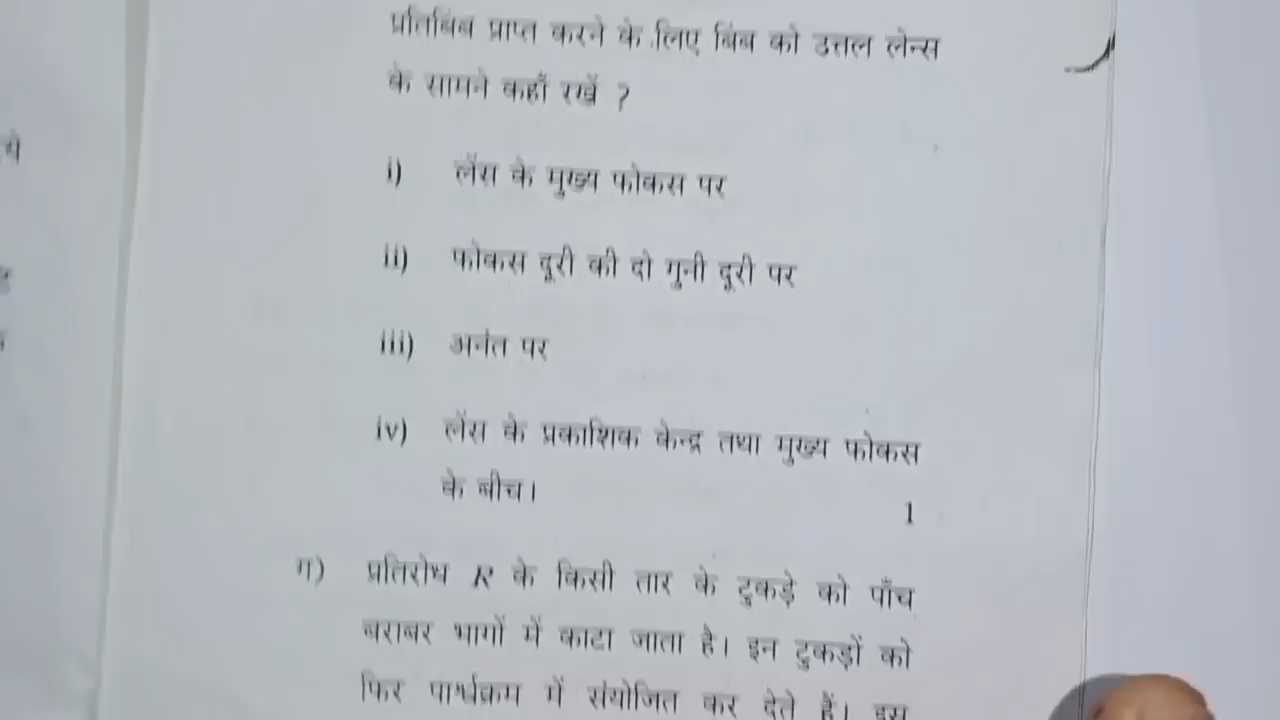 प्रतिबिंब प्राप्त करने के लिए बिंब को उत्तल लेन्स
के सामने कहाँ रखें ?
i) लेंस के मुख्य फोकस पर
ii) फोकस दूरी की दो गुनी दूरी पर
iii) अनंत पर
iv) लेंस के प्रकाशिक केन्द्र तथा मुख्य फोकस
के बीच।
1
ग) प्रतिरोध R के किसी तार के टुकड़े को पाँच
बराबर भागों में काटा जाता है। इन टुकड़ों को
फिर पार्श्वक्रम में संयोजित कर देते हैं। इस